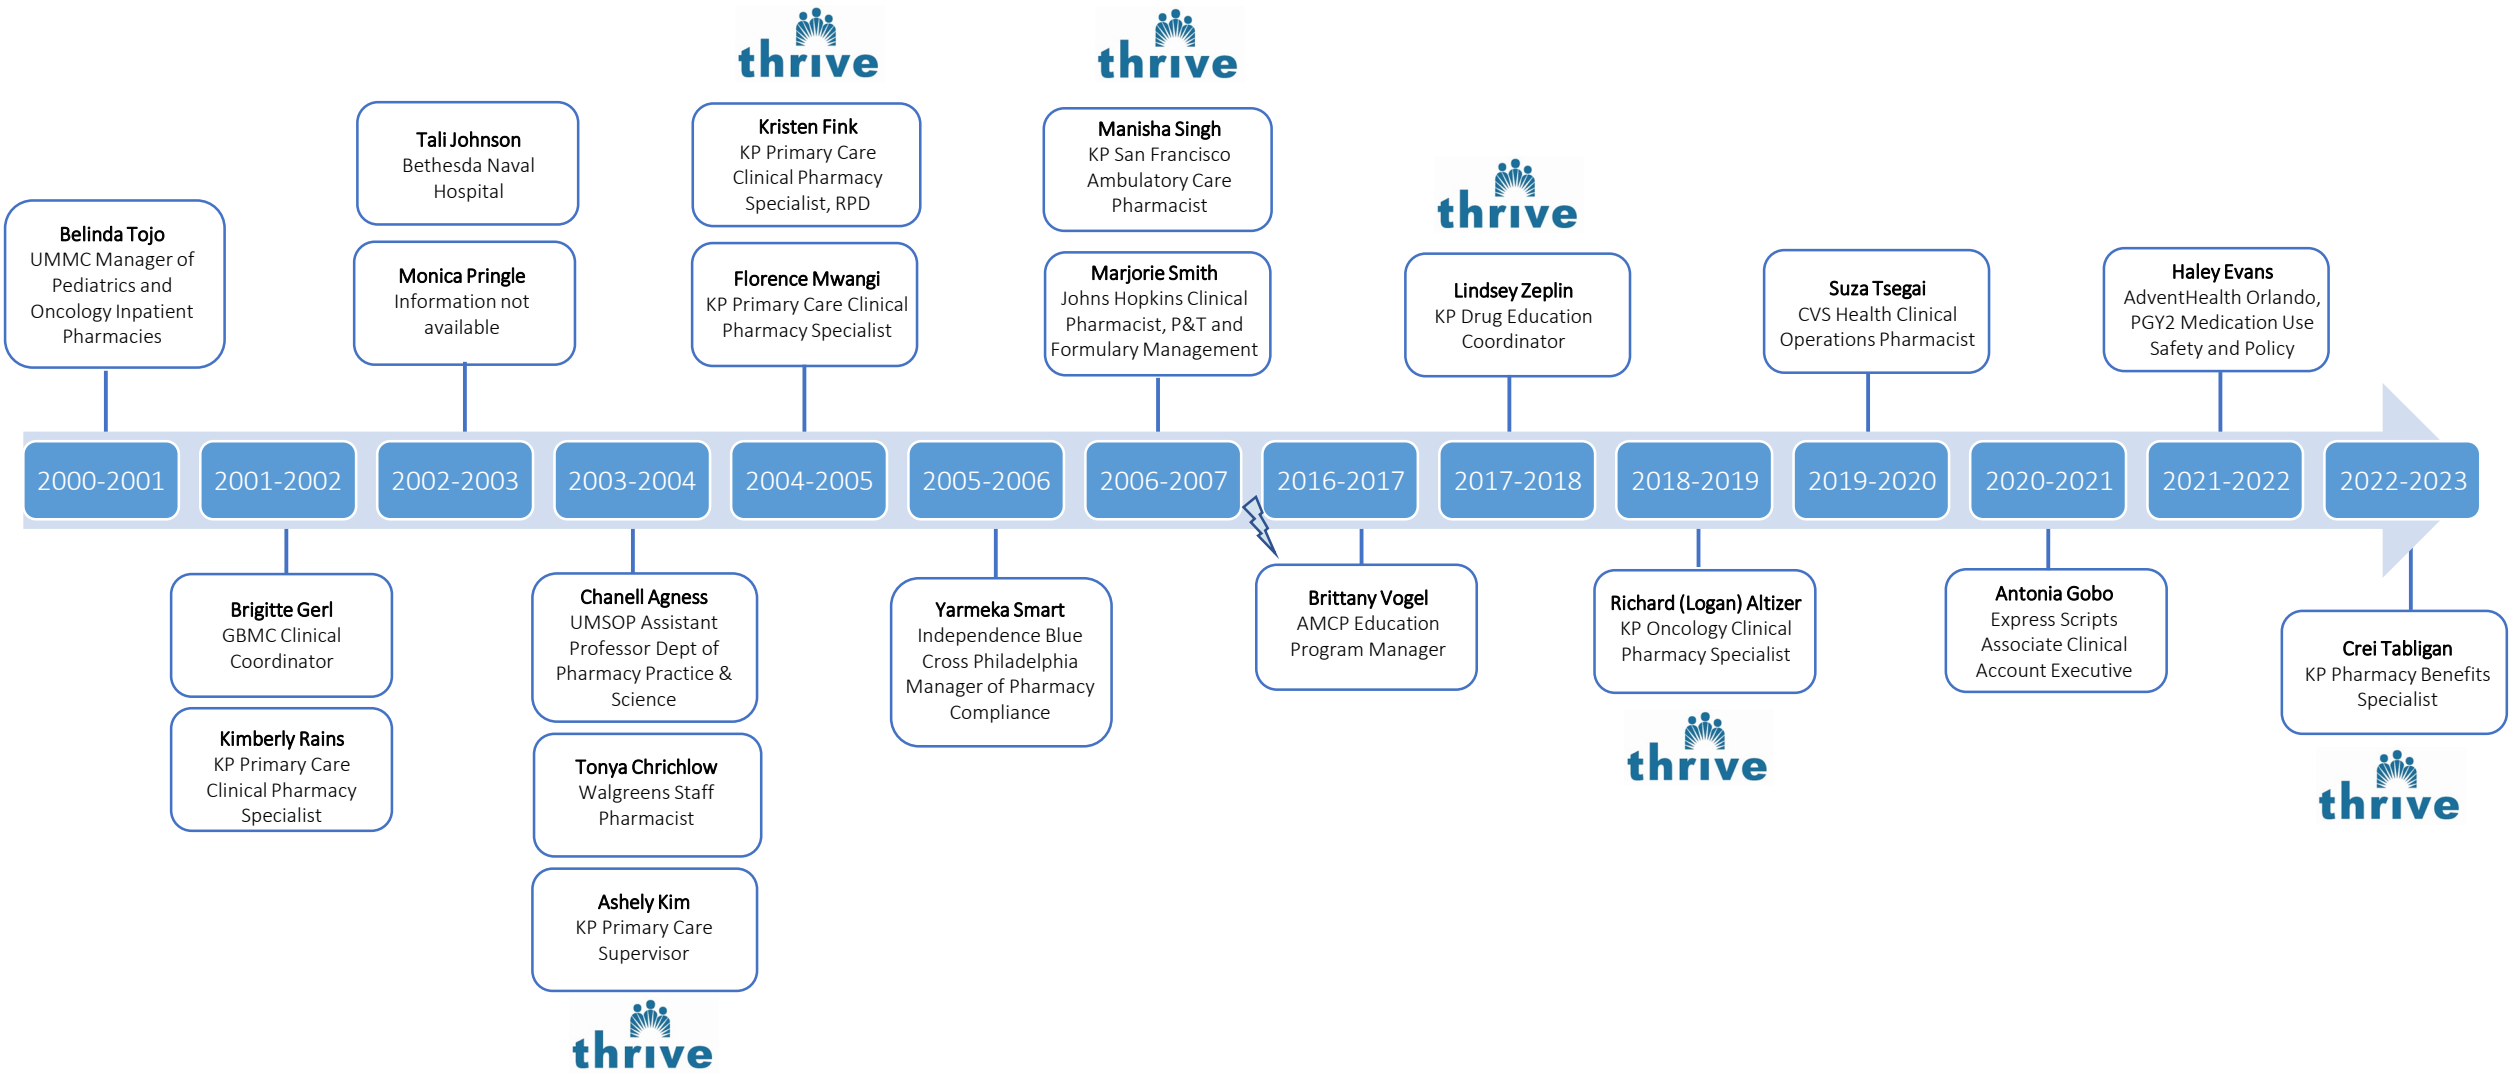 thrive
thrive
Tali Johnson
Bethesda Naval
Hospital
Kristen Fink
KP Primary Care
Clinical Pharmacy
Specialist, RPD
Manisha Singh
KP San Francisco
Ambulatory Care
Pharmacist
thrive
Belinda Tojo
UMMC Manager of
Pediatrics and
Oncology Inpatient
Pharmacies
Monica Pringle
Information not
available
Florence Mwangi
KP Primary Care Clinical
Pharmacy Specialist
Marjorie Smith
Johns Hopkins Clinical
Pharmacist, P&T and
Formulary Management
Lindsey Zeplin
KP Drug Education
Coordinator
Suza Tsegai
CVS Health Clinical
Operations Pharmacist
Haley Evans
AdventHealth Orlando,
PGY2 Medication Use
Safety and Policy
2000-2001
2001-2002
2002-2003
2003-2004
2004-2005
2005-2006
2006-2007
2016-2017
2017-2018
2018-2019
2019-2020
2020-2021
2021-2022
2022-2023
Brigitte Gerl
GBMC Clinical
Coordinator
Kimberly Rains
KP Primary Care
Clinical Pharmacy
Specialist
Chanell Agness
UMSOP Assistant
Professor Dept of
Pharmacy Practice &
Science
Tonya Chrichlow
Walgreens Staff
Pharmacist
Ashely Kim
KP Primary Care
Supervisor
thrive
Yarmeka Smart
Independence Blue
Cross Philadelphia
Manager of Pharmacy
Compliance
Brittany Vogel
AMCP Education
Program Manager
Richard (Logan) Altizer
KP Oncology Clinical
Pharmacy Specialist
thrive
Antonia Gobo
Express Scripts
Associate Clinical
Account Executive
Crei Tabligan
KP Pharmacy Benefits
Specialist
thrive